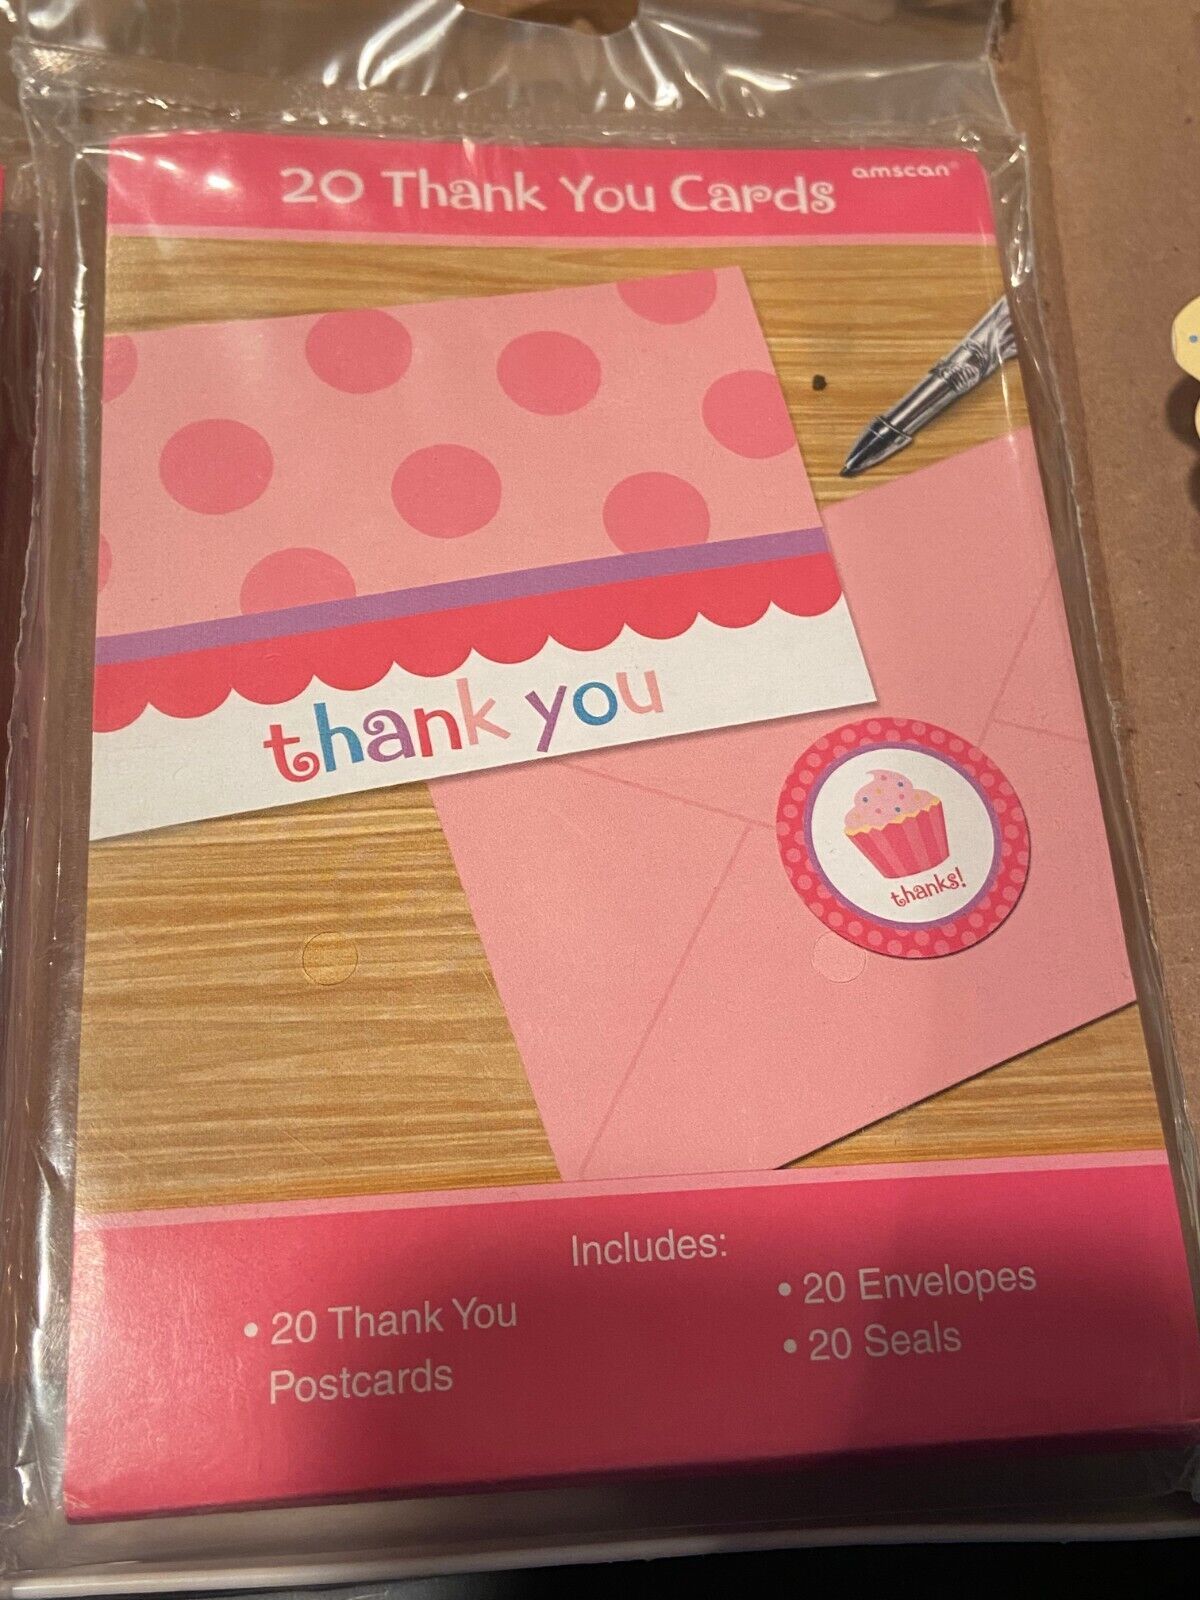 20 Thank You Cards
amscan®
thank you
thanks!
Includes:
• 20 Thank You
Postcards
• 20 Envelopes
• 20 Seals